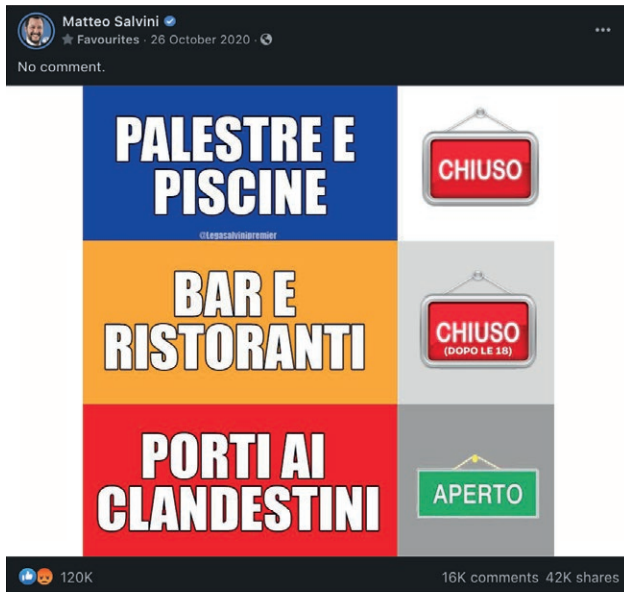 Matteo Salvini
Favourites · 26 October 2020 ·
No comment.
PALESTRE E
PISCINE
@Legasalvinipremier
CHIUSO
BAR E
RISTORANTI
CHIUSO
(DOPO LE 18)
PORTI AI
CLANDESTINI
APERTO
120K
16K comments 42K shares